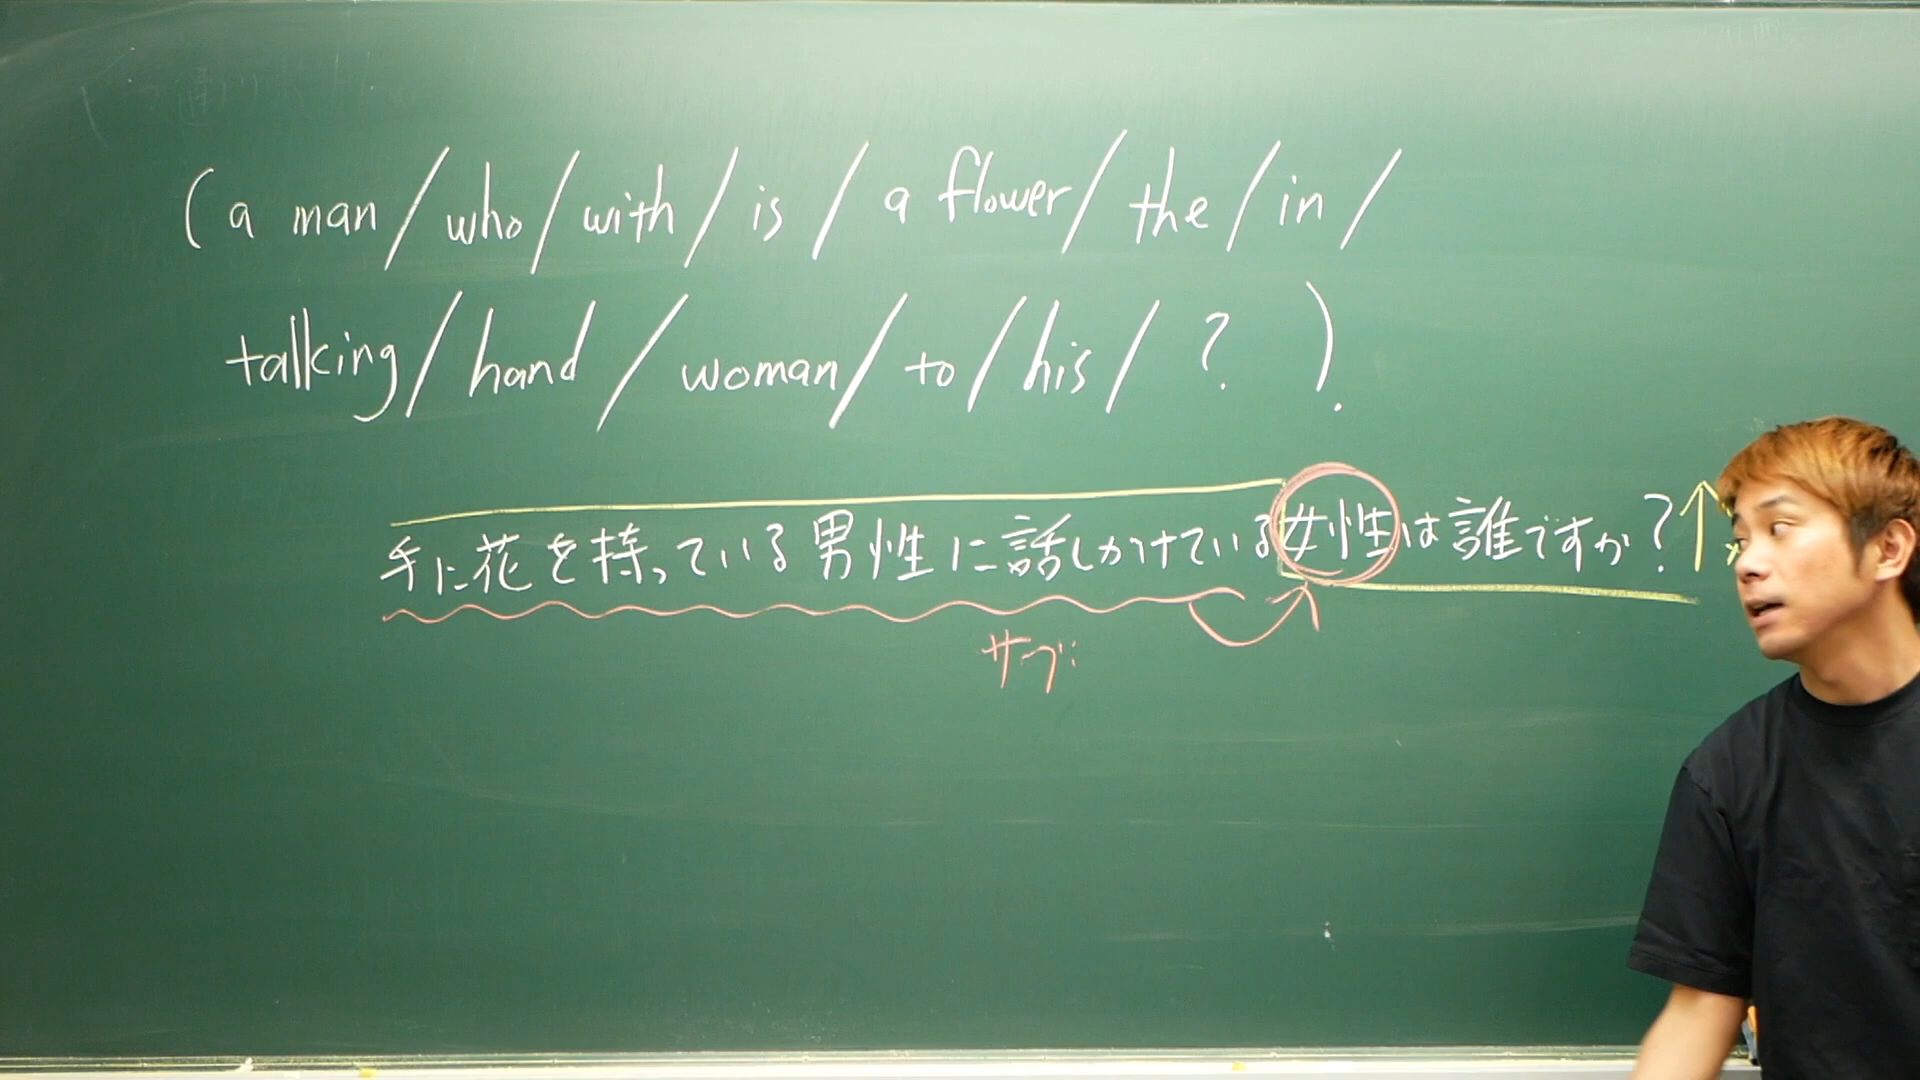 (a man / who / with / is / a flower / the / in /
talking / hand / woman / to / his / ? ).
手に花を持っている男性に話しかけている女性は誰ですか？
サブ